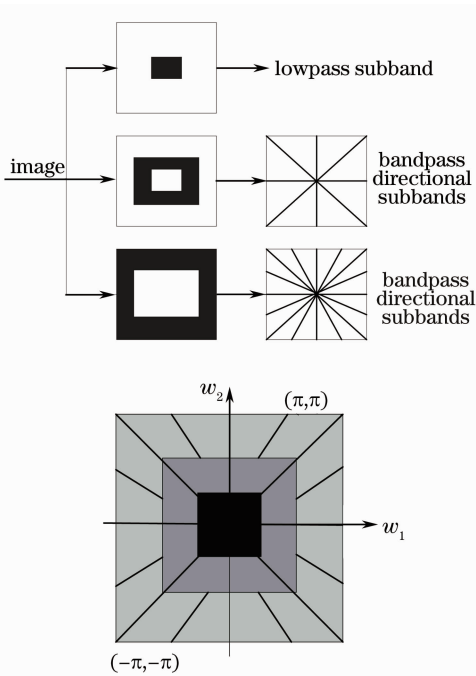 lowpass subband
image
bandpass
directional
subbands
bandpass
directional
subbands
w₂
(π,π)
w₁
(−π,−π)